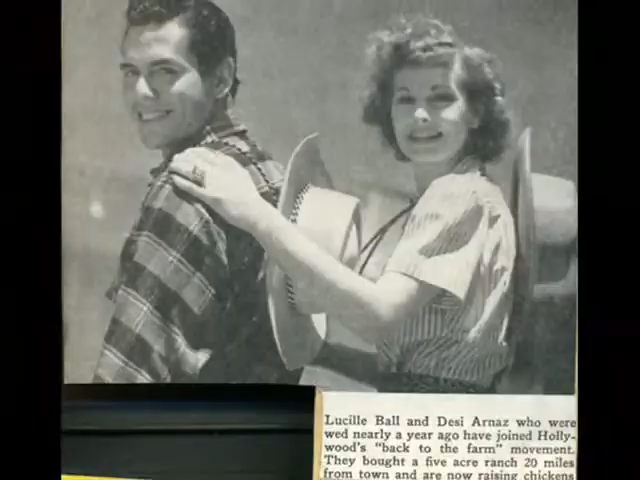 Lucille Ball and Desi Arnaz who were
wed nearly a year ago have joined Holly-
wood's "back to the farm" movement.
They bought a five acre ranch 20 miles
from town and are now raising chickens